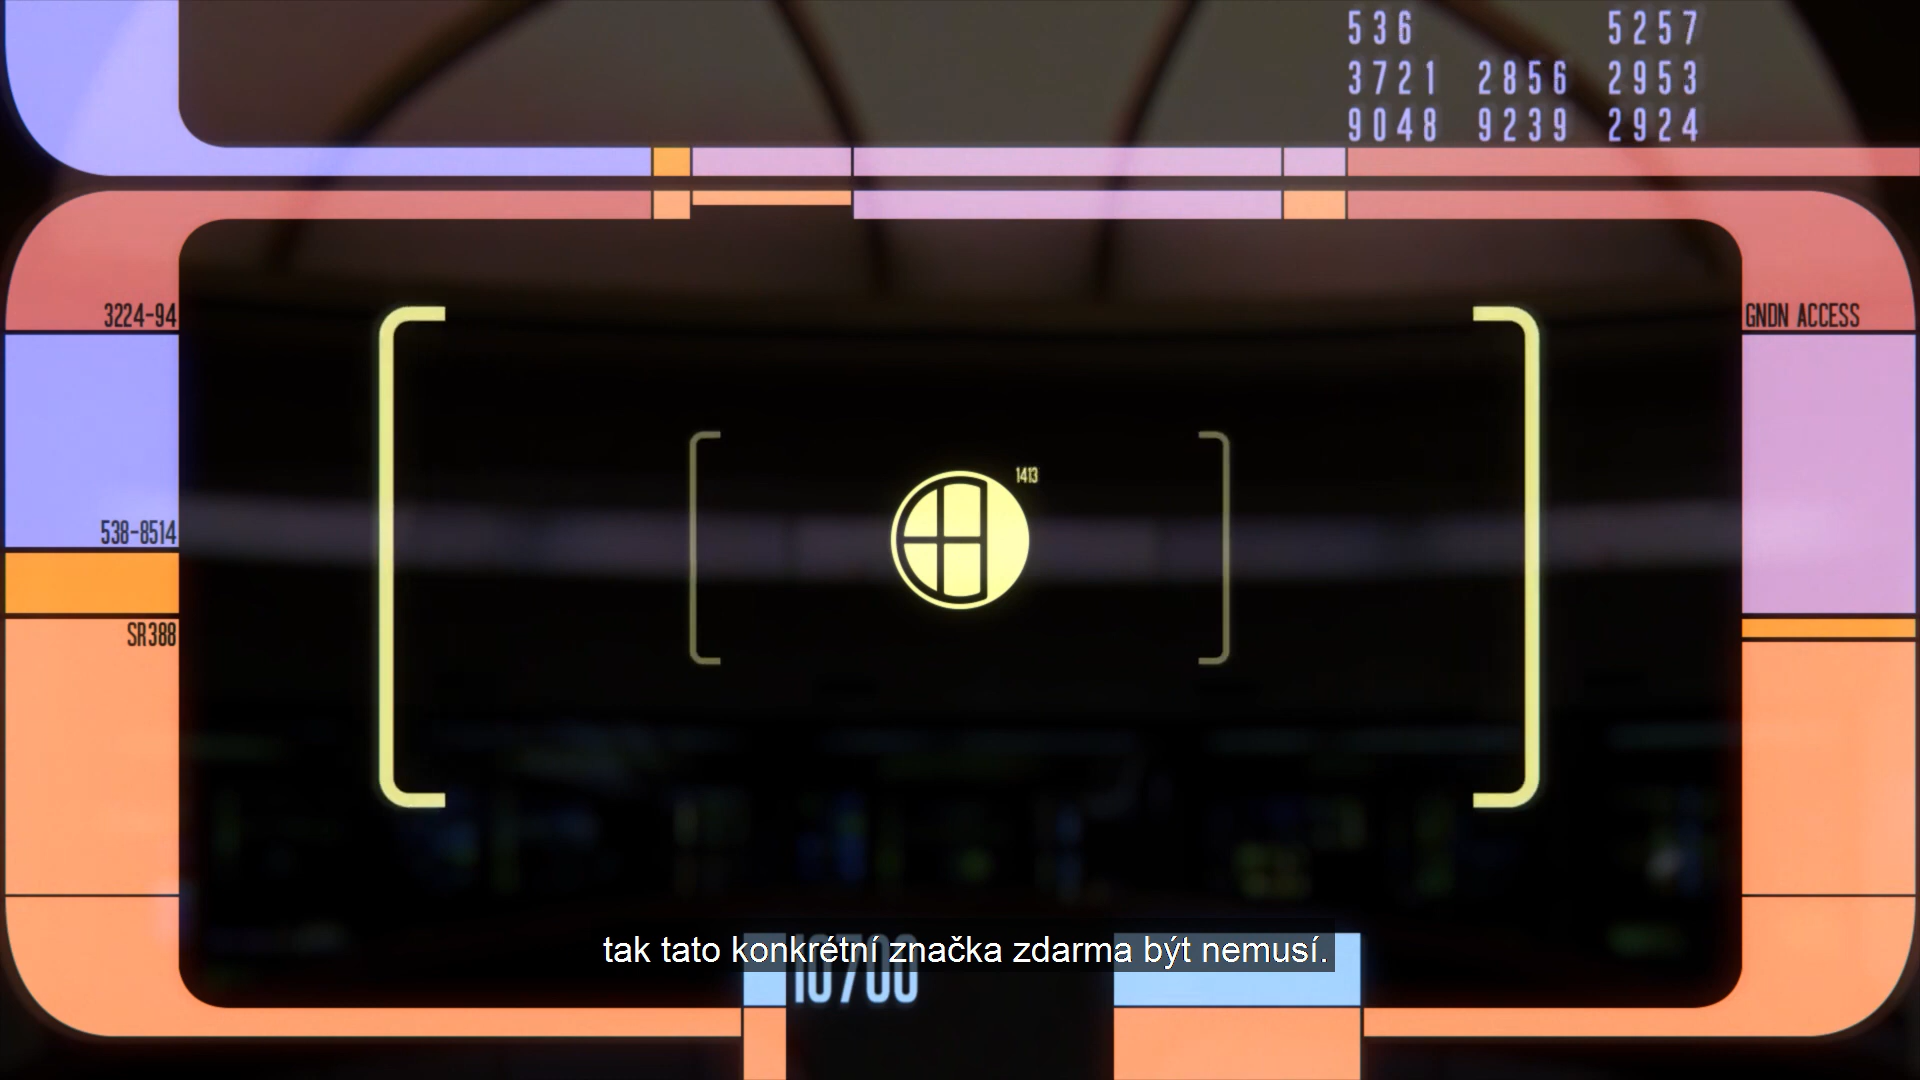 536 5257
3721 2856 2953
9048 9239 2924
3224-94
GNDN ACCESS
1413
538-8514
SR388
tak tato konkrétní značka zdarma být nemusí.
10700